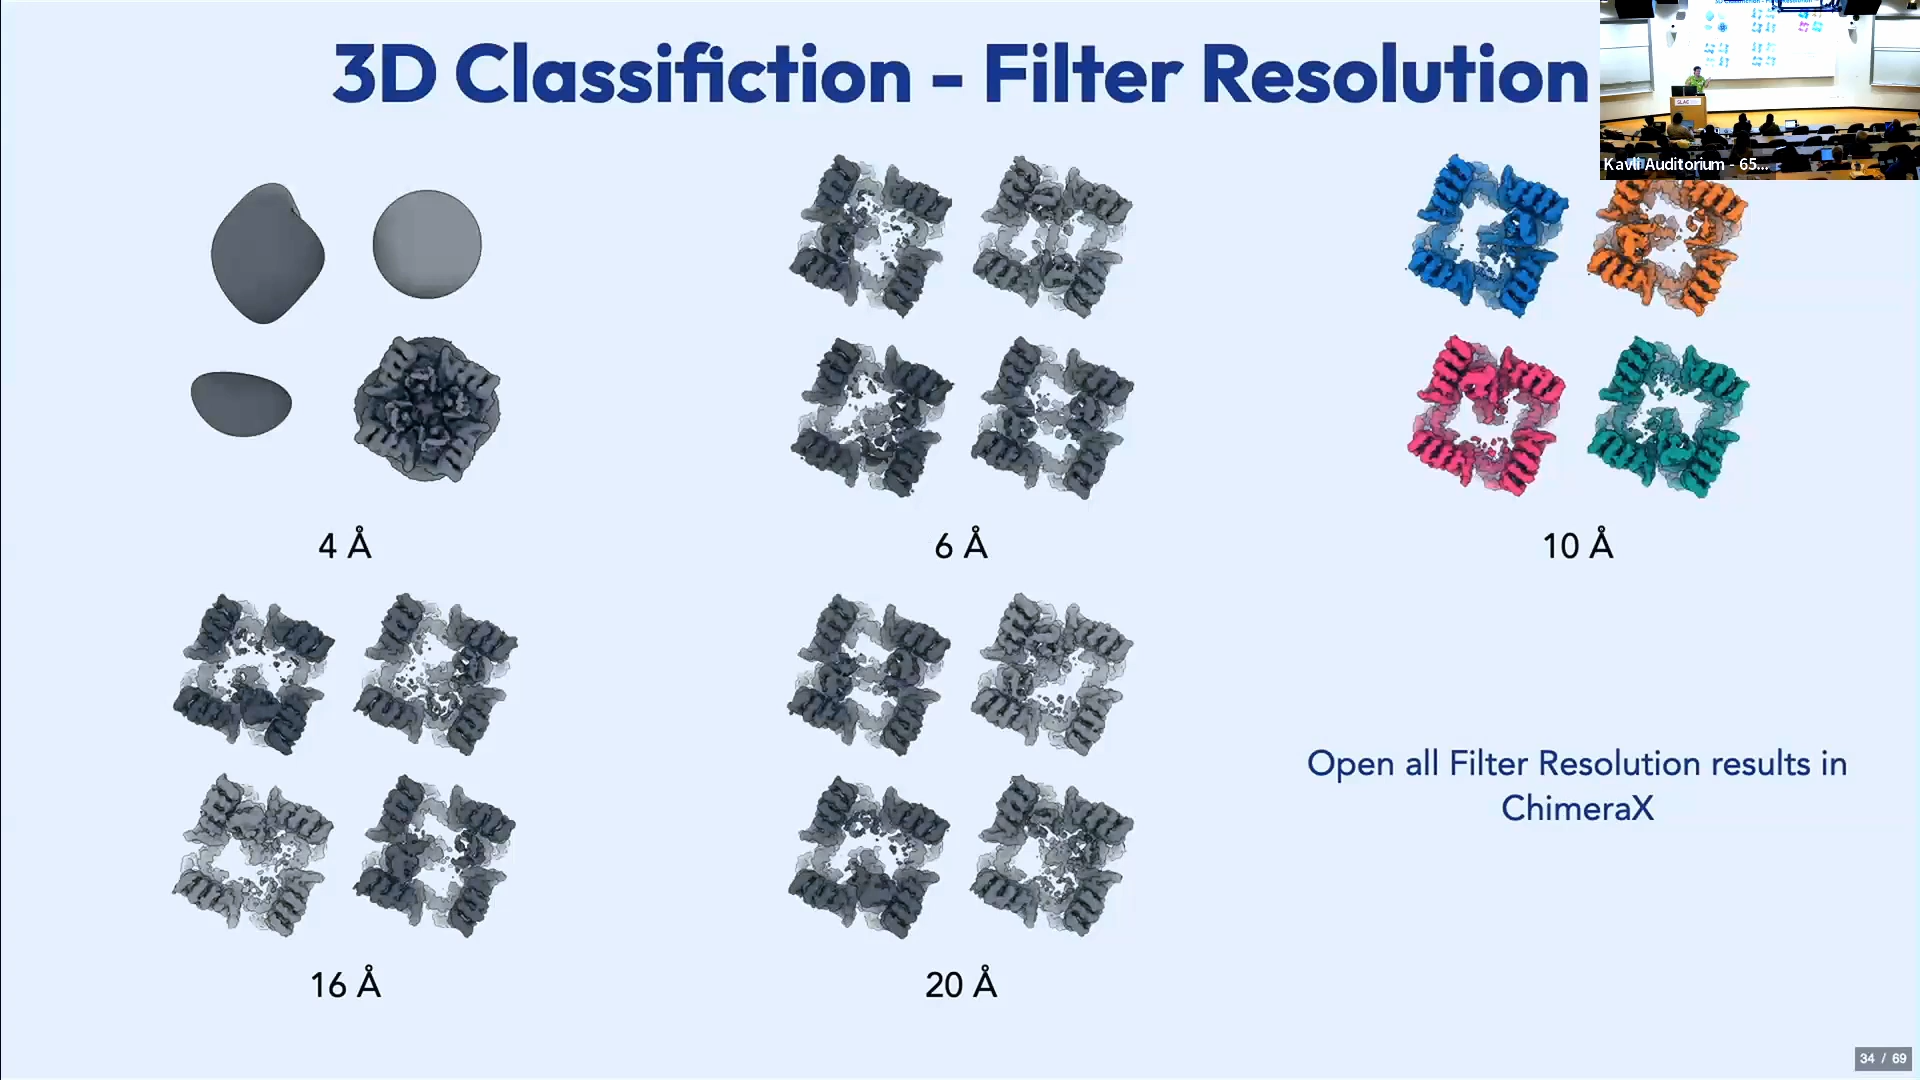 3D Classifiction - Filter Resolution
Kavli Auditorium - 65...
SLAC
4 Å
6 Å
10 Å
16 Å
20 Å
Open all Filter Resolution results in
ChimeraX
34 / 69